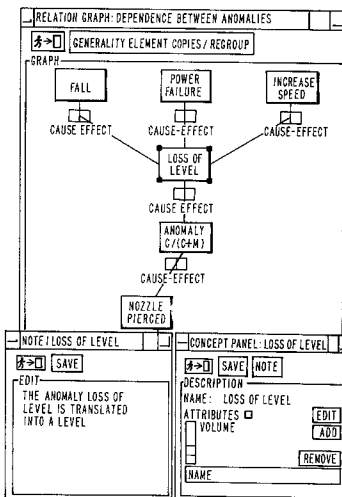 RELATION GRAPH: DEPENDENCE BETWEEN ANOMALIES
GENERALITY ELEMENT COPIES / REGROUP
GRAPH
FALL
POWER
FAILURE
INCREASE
SPEED
CAUSE EFFECT
CAUSE-EFFECT
CAUSE EFFECT
LOSS OF
LEVEL
CAUSE EFFECT
ANOMALY
C/(C+M)
CAUSE-EFFECT
NOZZLE
PIERCED
NOTE: LOSS OF LEVEL
SAVE
EDIT
THE ANOMALY LOSS OF
LEVEL IS TRANSLATED
INTO A LEVEL
CONCEPT PANEL: LOSS OF LEVEL
SAVE NOTE
DESCRIPTION
NAME: LOSS OF LEVEL
ATTRIBUTES
EDIT
VOLUME
ADD
REMOVE
NAME